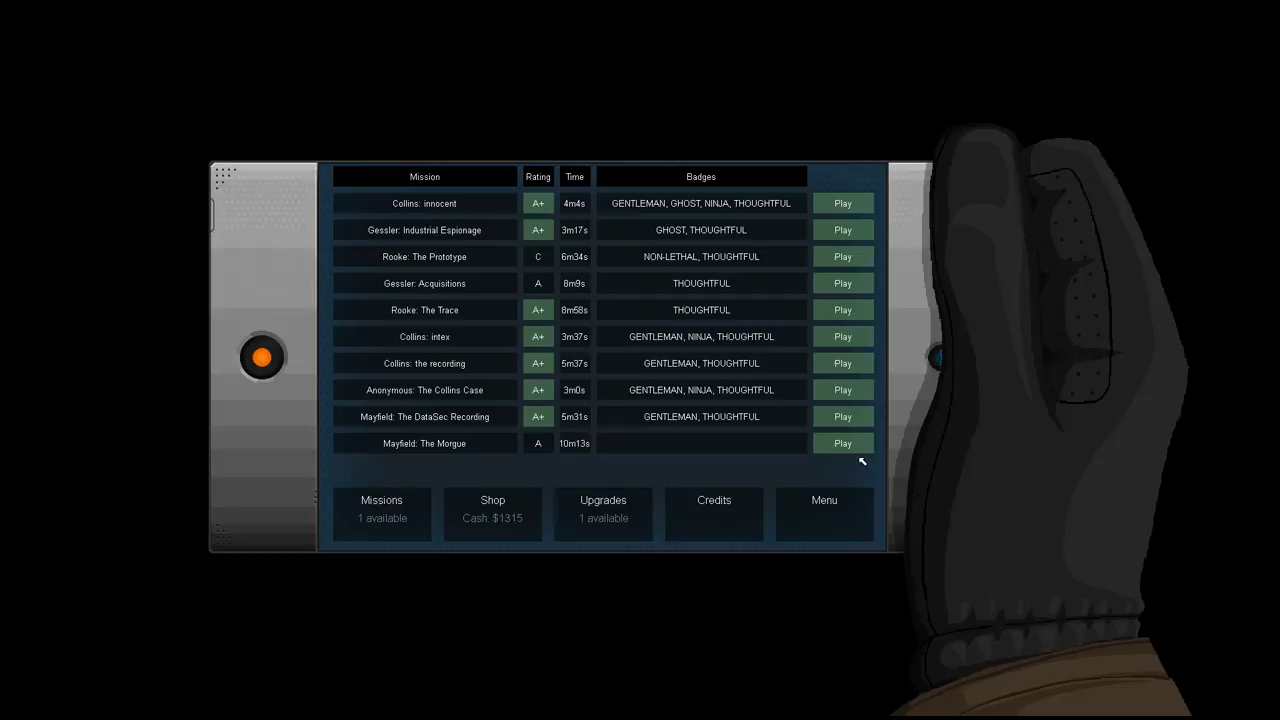 Mission Rating Time Badges
Collins: innocent A+ 4m4s GENTLEMAN, GHOST, NINJA, THOUGHTFUL Play
Gessler: Industrial Espionage A+ 3m17s GHOST, THOUGHTFUL Play
Rooke: The Prototype C 6m34s NON-LETHAL, THOUGHTFUL Play
Gessler: Acquisitions A 8m9s THOUGHTFUL Play
Rooke: The Trace A+ 8m58s THOUGHTFUL Play
Collins: intex A+ 3m37s GENTLEMAN, NINJA, THOUGHTFUL Play
Collins: the recording A+ 5m37s GENTLEMAN, THOUGHTFUL Play
Anonymous: The Collins Case A+ 3m0s GENTLEMAN, NINJA, THOUGHTFUL Play
Mayfield: The DataSec Recording A+ 5m31s GENTLEMAN, THOUGHTFUL Play
Mayfield: The Morgue A 10m13s Play
Missions Shop Upgrades Credits Menu
1 available Cash: $1315 1 available